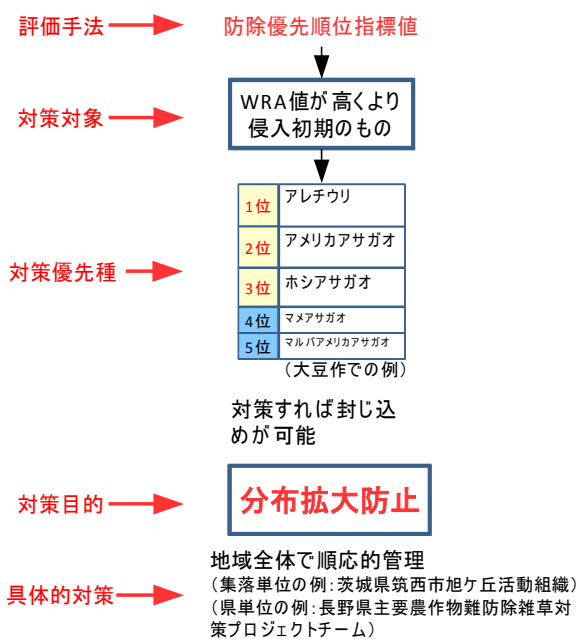 評価手法
防除優先順位指標値
対策対象
WRA値が高くより
侵入初期のもの
対策優先種
1位 アレチウリ
2位 アメリカアサガオ
3位 ホシアサガオ
4位 マメアサガオ
5位 マルバアメリカアサガオ
（大豆作での例）
対策すれば封じ込
めが可能
対策目的
分布拡大防止
具体的対策
地域全体で順応的管理
（集落単位の例：茨城県筑西市旭ケ丘活動組織）
（県単位の例：長野県主要農作物難防除雑草対
策プロジェクトチーム）